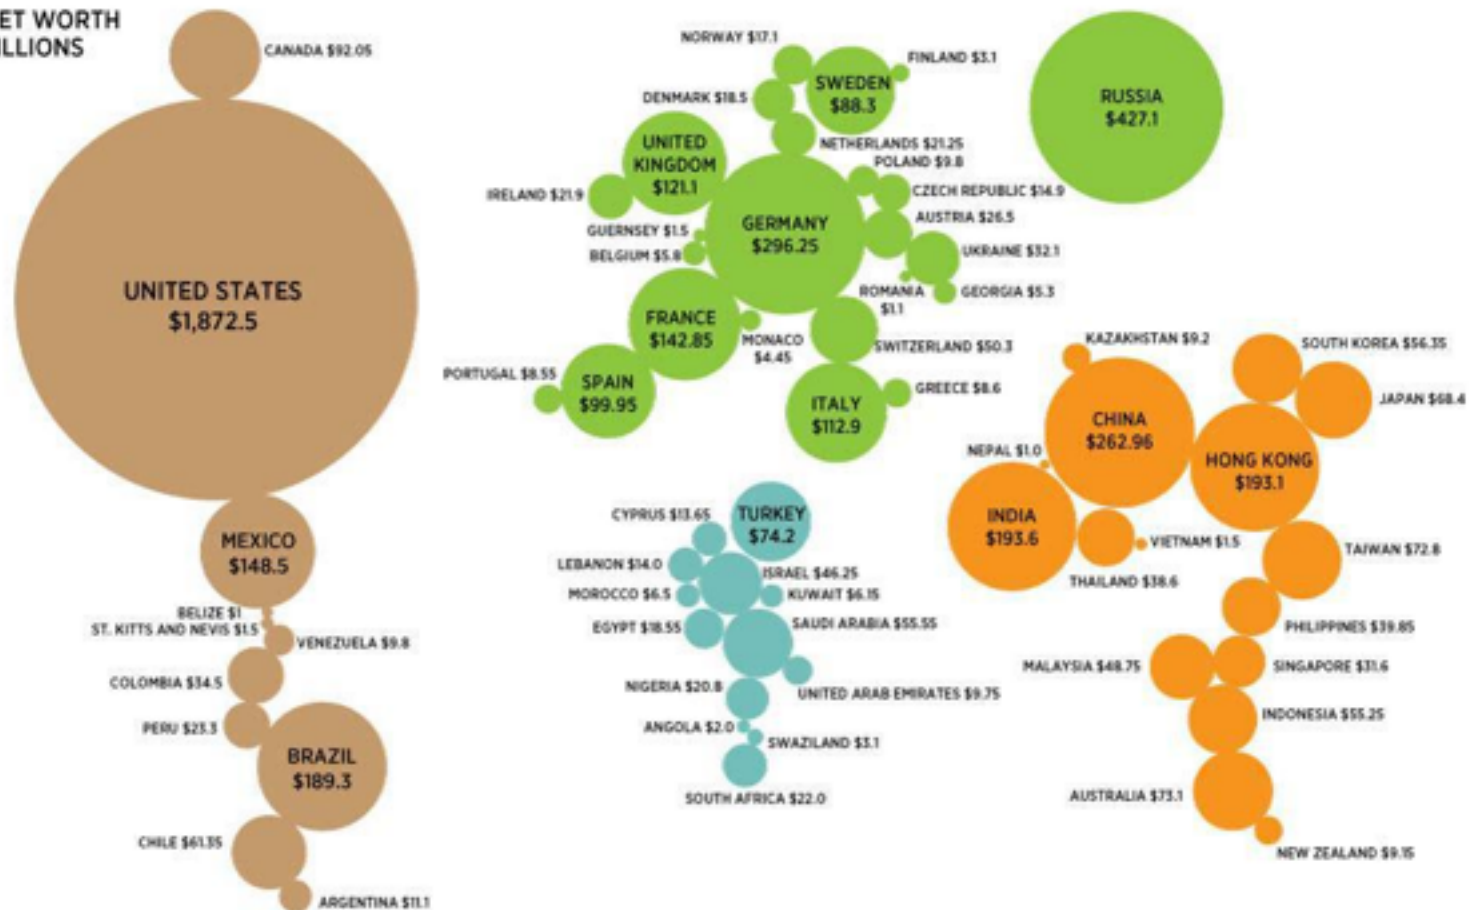 ET WORTH
ILLIONS
CANADA $92.05
UNITED STATES
$1,872.5
MEXICO
$148.5
BELIZE $1
ST. KITTS AND NEVIS $1.5
VENEZUELA $9.8
COLOMBIA $34.5
PERU $23.3
BRAZIL
$189.3
CHILE $61.35
ARGENTINA $11.1
NORWAY $17.1
SWEDEN
$88.3
FINLAND $3.1
DENMARK $18.5
NETHERLANDS $21.25
UNITED
KINGDOM
$121.1
IRELAND $21.9
POLAND $9.8
CZECH REPUBLIC $14.9
GERMANY
$296.25
AUSTRIA $26.5
GUERNSEY $1.5
BELGIUM $5.8
UKRAINE $32.1
ROMANIA
$1.1
GEORGIA $5.3
FRANCE
$142.85
MONACO
$4.45
SWITZERLAND $50.3
PORTUGAL $8.55
SPAIN
$99.95
ITALY
$112.9
GREECE $8.6
RUSSIA
$427.1
CYPRUS $13.65
TURKEY
$74.2
LEBANON $14.0
ISRAEL $46.25
MOROCCO $6.5
KUWAIT $6.15
EGYPT $18.55
SAUDI ARABIA $55.55
NIGERIA $20.8
UNITED ARAB EMIRATES $9.75
ANGOLA $2.0
SWAZILAND $3.1
SOUTH AFRICA $22.0
KAZAKHSTAN $9.2
SOUTH KOREA $56.35
JAPAN $68.4
CHINA
$262.96
HONG KONG
$193.1
NEPAL $1.0
INDIA
$193.6
VIETNAM $1.5
THAILAND $38.6
TAIWAN $72.8
PHILIPPINES $39.85
MALAYSIA $48.75
SINGAPORE $31.6
INDONESIA $55.25
AUSTRALIA $73.1
NEW ZEALAND $9.15